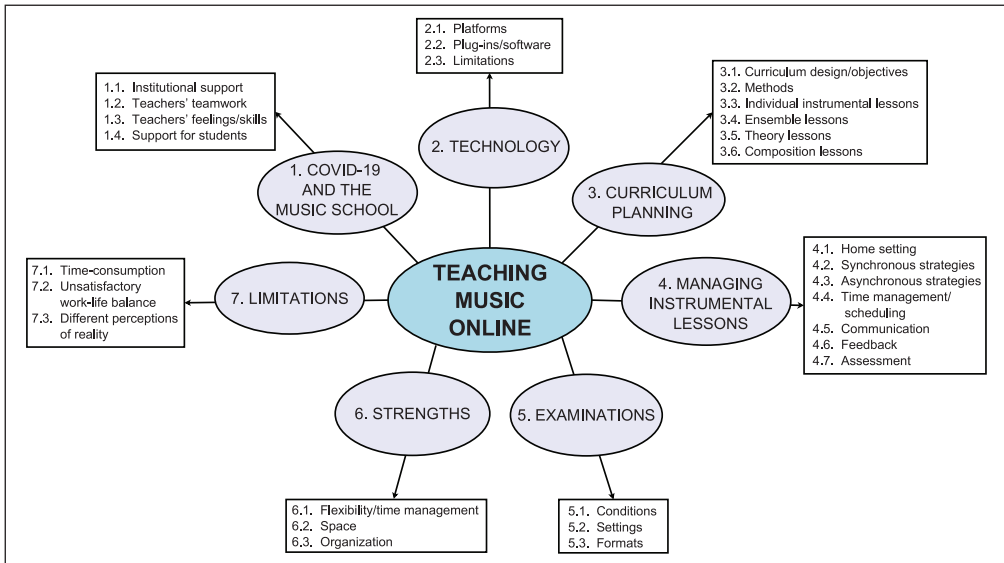 TEACHING
MUSIC
ONLINE
1. COVID-19
AND THE
MUSIC SCHOOL
1.1. Institutional support
1.2. Teachers' teamwork
1.3. Teachers' feelings/skills
1.4. Support for students
2. TECHNOLOGY
2.1. Platforms
2.2. Plug-ins/software
2.3. Limitations
3. CURRICULUM
PLANNING
3.1. Curriculum design/objectives
3.2. Methods
3.3. Individual instrumental lessons
3.4. Ensemble lessons
3.5. Theory lessons
3.6. Composition lessons
4. MANAGING
INSTRUMENTAL
LESSONS
4.1. Home setting
4.2. Synchronous strategies
4.3. Asynchronous strategies
4.4. Time management/
scheduling
4.5. Communication
4.6. Feedback
4.7. Assessment
5. EXAMINATIONS
5.1. Conditions
5.2. Settings
5.3. Formats
6. STRENGTHS
6.1. Flexibility/time management
6.2. Space
6.3. Organization
7. LIMITATIONS
7.1. Time-consumption
7.2. Unsatisfactory
work-life balance
7.3. Different perceptions
of reality